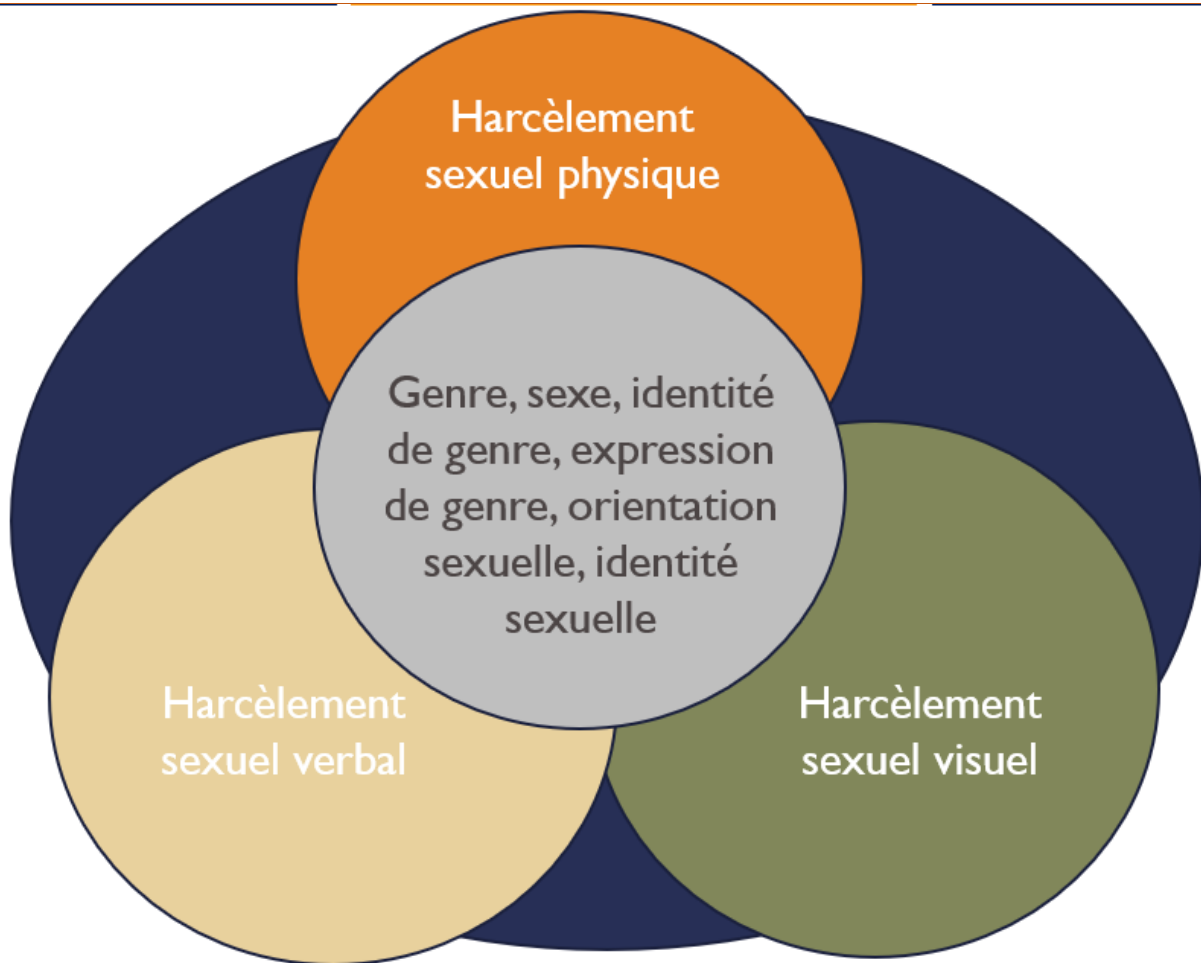 Harcèlement
sexuel physique
Genre, sexe, identité
de genre, expression
de genre, orientation
sexuelle, identité
sexuelle
Harcèlement
sexuel verbal
Harcèlement
sexuel visuel